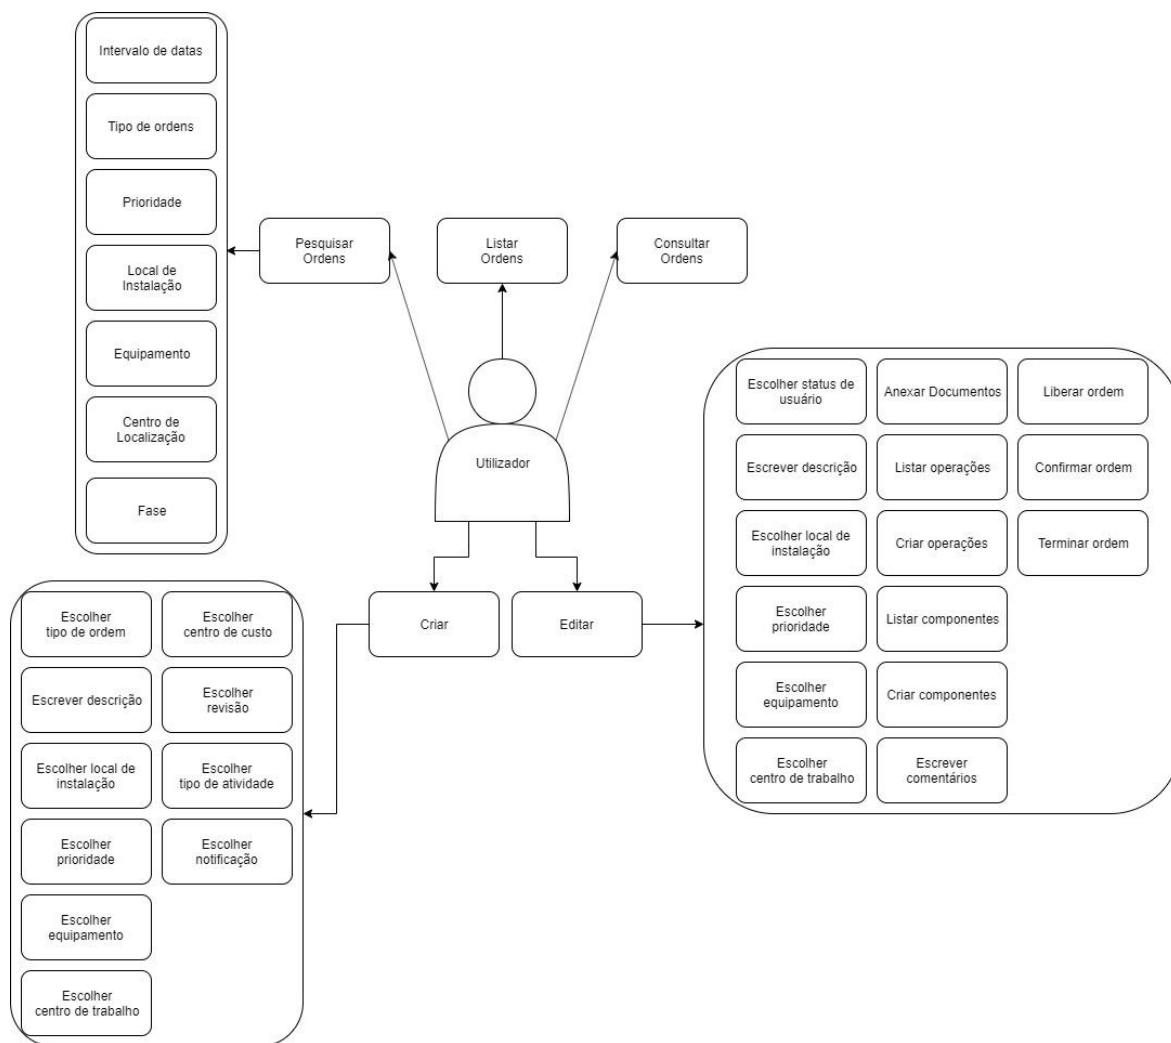 Intervalo de datas
Tipo de ordens
Prioridade
Local de
Instalação
Equipamento
Centro de
Localização
Fase
Pesquisar
Ordens
Listar
Ordens
Consultar
Ordens
Utilizador
Criar
Editar
Escolher
tipo de ordem
Escrever descrição
Escolher local de
instalação
Escolher
prioridade
Escolher
equipamento
Escolher
centro de trabalho
Escolher
centro de custo
Escolher
revisão
Escolher
tipo de atividade
Escolher
notificação
Escolher status de
usuário
Escrever descrição
Escolher local de
instalação
Escolher
prioridade
Escolher
equipamento
Escolher
centro de trabalho
Anexar Documentos
Listar operações
Criar operações
Listar componentes
Criar componentes
Escrever
comentários
Liberar ordem
Confirmar ordem
Terminar ordem